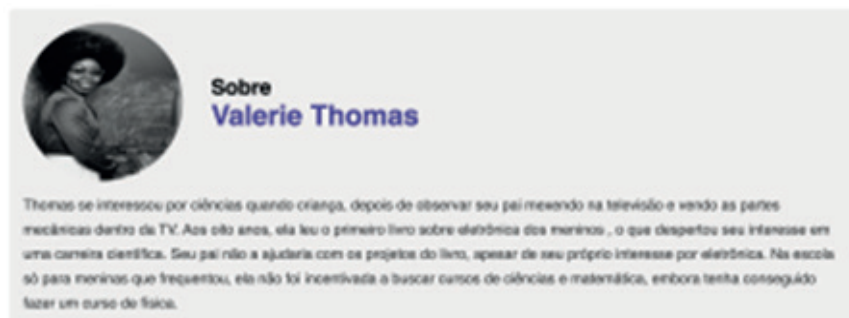 Sobre
Valerie Thomas
Thomas se interessou por ciências quando criança, depois de observar seu pai mexendo na televisão e vendo as partes
mecânicas dentro da TV. Aos oito anos, ela leu o primeiro livro sobre eletrônica dos meninos , o que despertou seu interesse em
uma carreira científica. Seu pai não a ajudaria com os projetos do livro, apesar de seu próprio interesse por eletrônica. Na escola
só para meninas que frequentou, ela não foi incentivada a buscar cursos de ciências e matemática, embora tenha conseguido
fazer um curso de física.